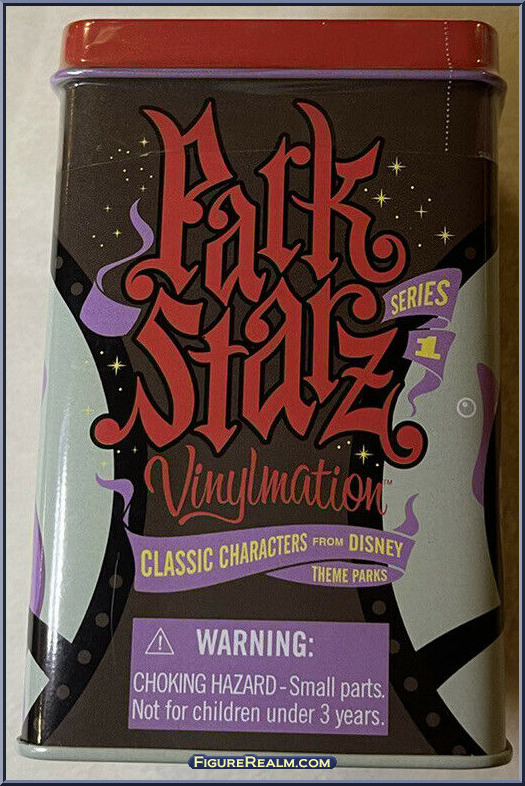 Park
Starz
SERIES
1
Vinylmation™
CLASSIC CHARACTERS FROM DISNEY
THEME PARKS
⚠ WARNING:
CHOKING HAZARD - Small parts.
Not for children under 3 years.
FIGUREREALM.COM